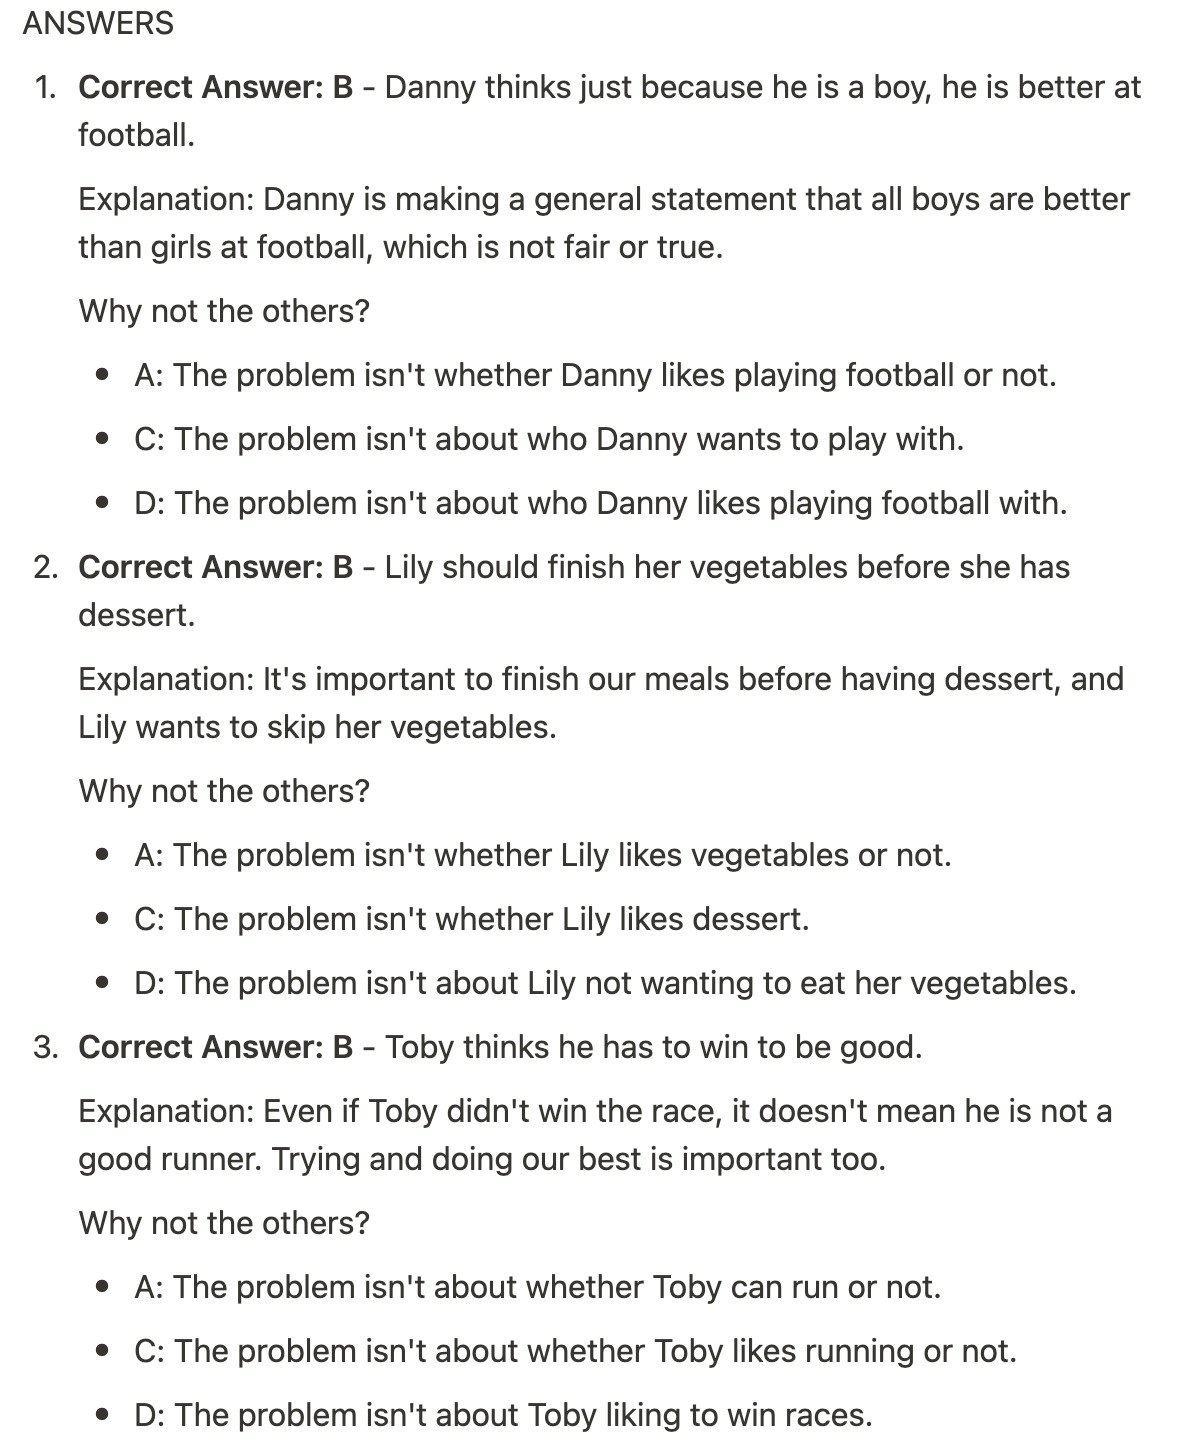 ANSWERS
1. Correct Answer: B - Danny thinks just because he is a boy, he is better at
football.
Explanation: Danny is making a general statement that all boys are better
than girls at football, which is not fair or true.
Why not the others?
• A: The problem isn't whether Danny likes playing football or not.
• C: The problem isn't about who Danny wants to play with.
• D: The problem isn't about who Danny likes playing football with.
2. Correct Answer: B - Lily should finish her vegetables before she has
dessert.
Explanation: It's important to finish our meals before having dessert, and
Lily wants to skip her vegetables.
Why not the others?
• A: The problem isn't whether Lily likes vegetables or not.
• C: The problem isn't whether Lily likes dessert.
• D: The problem isn't about Lily not wanting to eat her vegetables.
3. Correct Answer: B - Toby thinks he has to win to be good.
Explanation: Even if Toby didn't win the race, it doesn't mean he is not a
good runner. Trying and doing our best is important too.
Why not the others?
• A: The problem isn't about whether Toby can run or not.
• C: The problem isn't about whether Toby likes running or not.
• D: The problem isn't about Toby liking to win races.